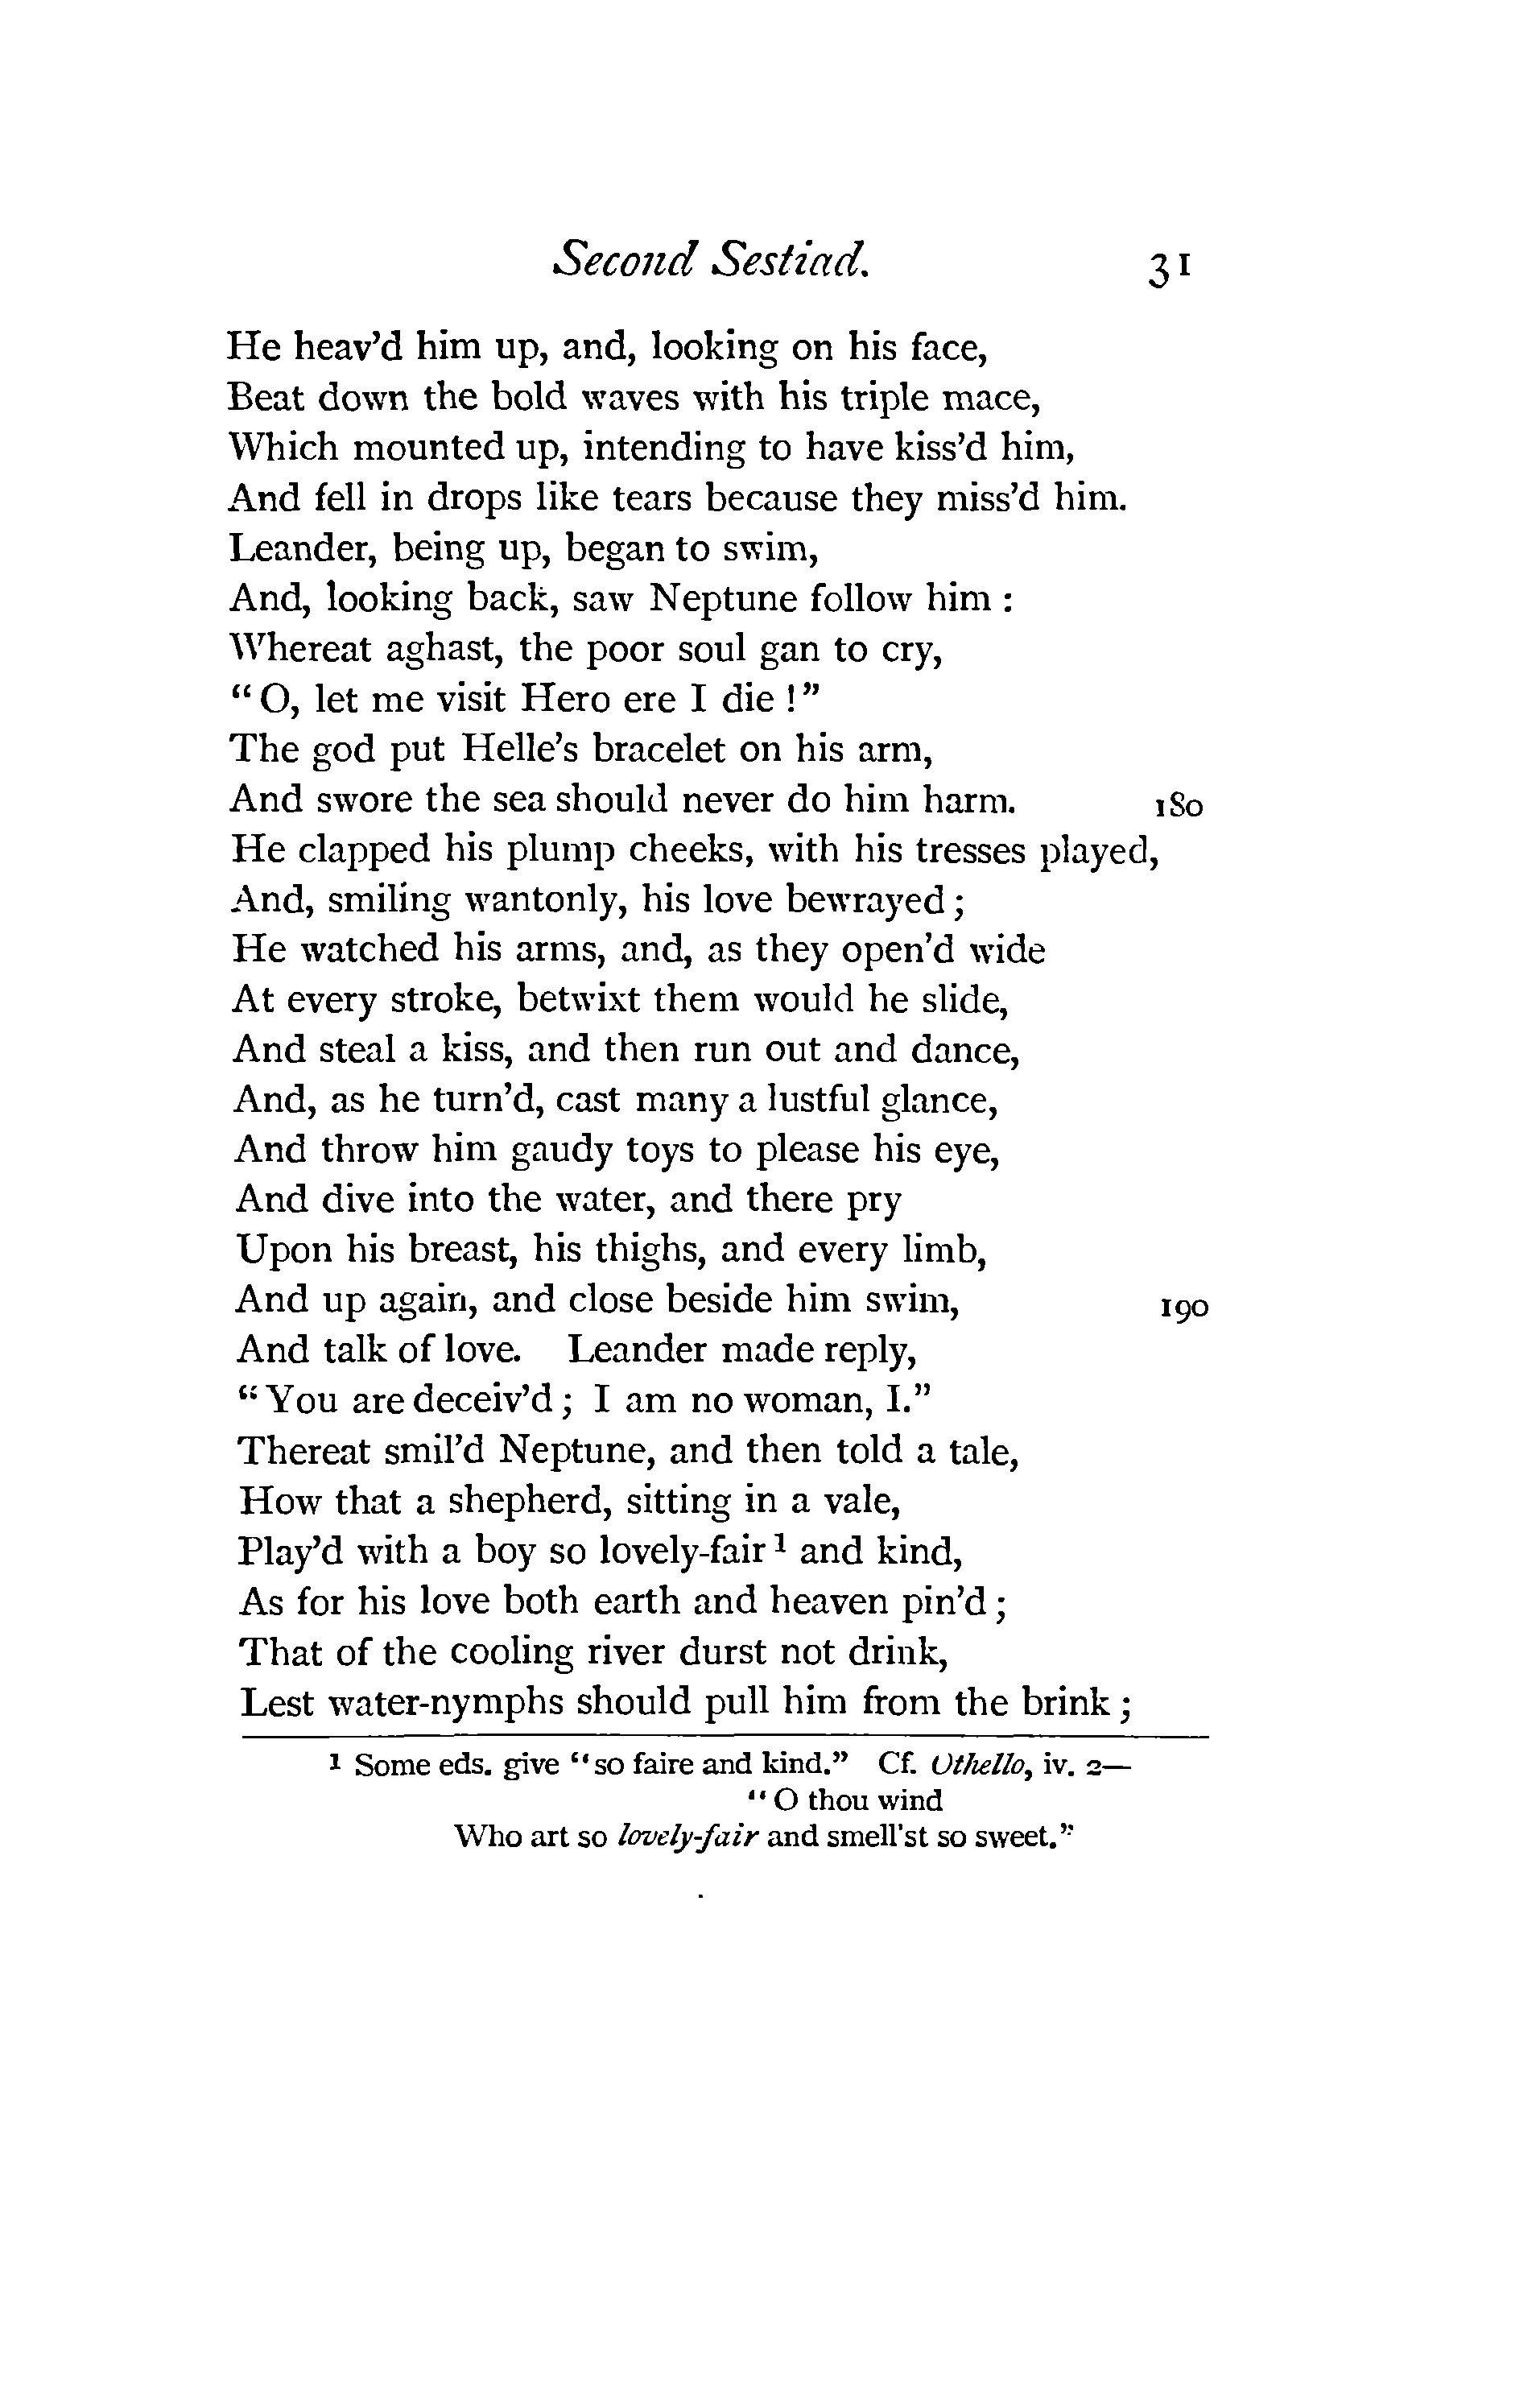 Second Sestiad. 31
He heav’d him up, and, looking on his face,
Beat down the bold waves with his triple mace,
Which mounted up, intending to have kiss’d him,
And fell in drops like tears because they miss’d him.
Leander, being up, began to swim,
And, looking back, saw Neptune follow him :
Whereat aghast, the poor soul gan to cry,
“ O, let me visit Hero ere I die ! ”
The god put Helle’s bracelet on his arm,
And swore the sea should never do him harm. 180
He clapped his plump cheeks, with his tresses played,
And, smiling wantonly, his love bewrayed ;
He watched his arms, and, as they open’d wide
At every stroke, betwixt them would he slide,
And steal a kiss, and then run out and dance,
And, as he turn’d, cast many a lustful glance,
And throw him gaudy toys to please his eye,
And dive into the water, and there pry
Upon his breast, his thighs, and every limb,
And up again, and close beside him swim, 190
And talk of love. Leander made reply,
“ You are deceiv’d ; I am no woman, I.”
Thereat smil’d Neptune, and then told a tale,
How that a shepherd, sitting in a vale,
Play’d with a boy so lovely-fair ¹ and kind,
As for his love both earth and heaven pin’d ;
That of the cooling river durst not drink,
Lest water-nymphs should pull him from the brink ;
¹ Some eds. give “so faire and kind.” Cf. Othello, iv. 2—
“ O thou wind
Who art so lovely-fair and smell’st so sweet.”